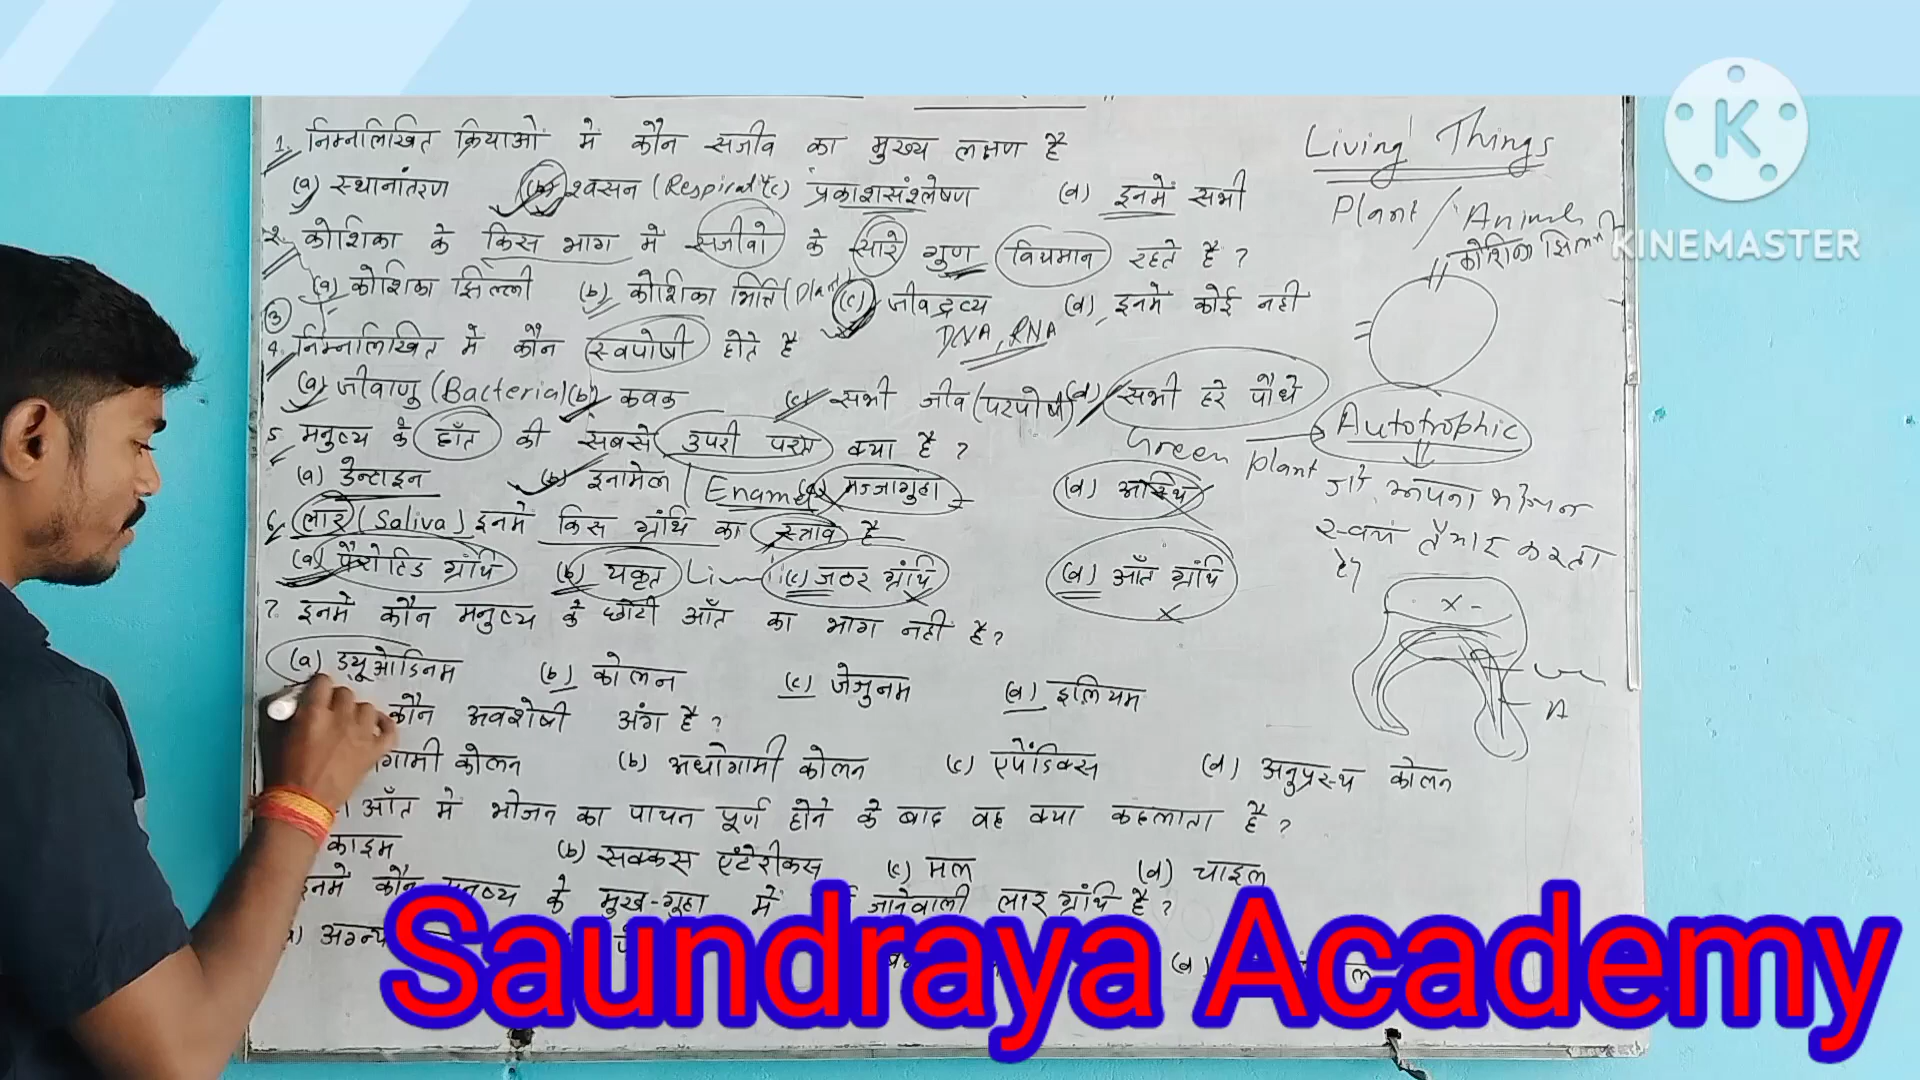 1. निम्नलिखित क्रियाओं में कौन सजीव का मुख्य लक्षण है
(a) स्थानांतरण (b) श्वसन (Respirat (c) प्रकाशसंश्लेषण (d) इनमें सभी
2. कोशिका के किस भाग में सजीवो के सारे गुण विद्यमान रहते है ?
(a) कोशिका झिल्ली (b) कोशिका भित्ति (Plant (c) जीवद्रव्य (d) इनमें कोई नही
DNA, RNA
③
4. निम्नलिखित में कौन स्वपोषी होते है
(a) जीवाणु (Bacteria) (b) कवक (c) सभी जीव (परपोषी) (d) सभी हरे पौधे
5. मनुष्य के दाँत की सबसे उपरी परत क्या है ?
(a) डेन्टाइन (b) इनामेल (Enam (c) मज्जागुहा (d) अस्थि
6. लार (Saliva) इनमें किस ग्रंथि का स्त्राव है
(a) पैरोटिड ग्रंथि (b) यकृत (c) जठर ग्रंथि (d) आँत ग्रंथि
7. इनमें कौन मनुष्य के छोटी आँत का भाग नही है ?
(a) ड्यूओडिनम (b) कोलन (c) जेजुनम (d) इलियम
कौन अवशेषी अंग है ?
गामी कोलन (b) अधोगामी कोलन (c) एपेंडिक्स (d) अनुप्रस्थ कोलन
आँत में भोजन का पाचन पूर्ण होने के बाद वह क्या कहलाता है ?
काइम (b) सक्कस एंटेरीकस (c) मल (d) चाइल
इनमें कौन मनुष्य के मुख-गुहा में जानेवाली लार ग्रंथि है ?
Living Things
Plant / Animals
कोशिका झिल्ली
Autotrophic
Green plant
जो अपना भोजन
स्वयं तैयार करता
है
x
A
K
KINEMASTER
Saundraya Academy